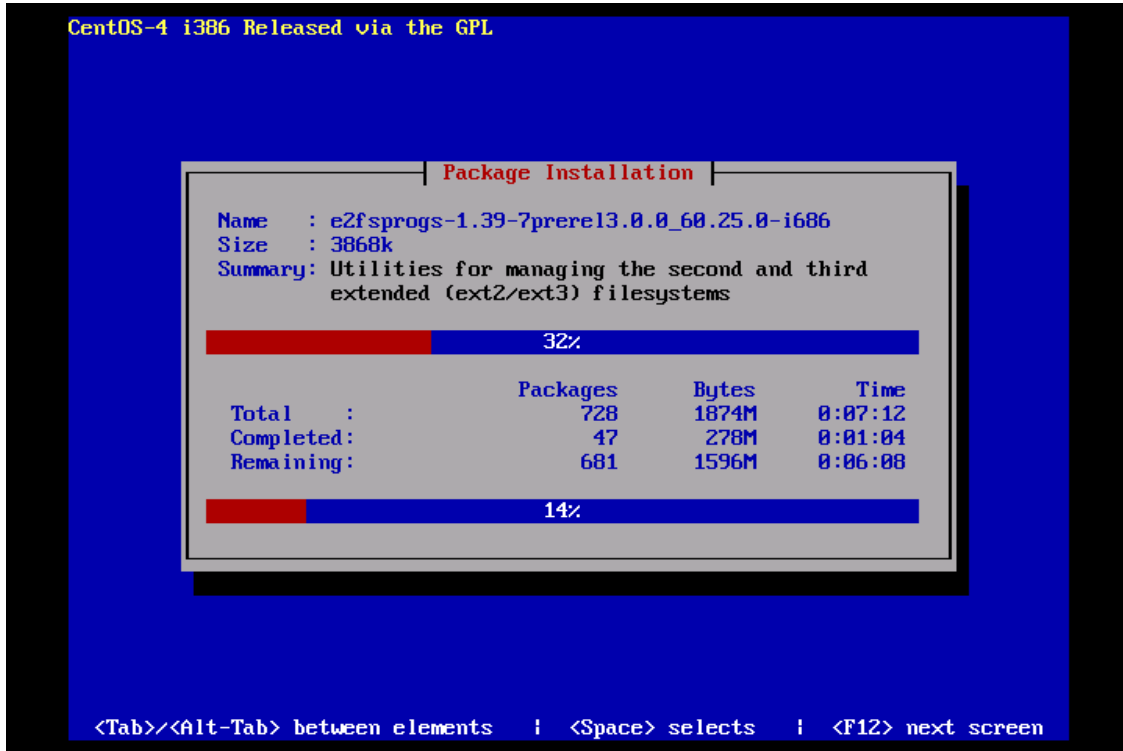 CentOS-4 i386 Released via the GPL
Package Installation
Name : e2fsprogs-1.39-7prerel3.0.0_60.25.0-i686
Size : 3868k
Summary: Utilities for managing the second and third
extended (ext2/ext3) filesystems
32%
Packages Bytes Time
Total : 728 1874M 0:07:12
Completed: 47 278M 0:01:04
Remaining: 681 1596M 0:06:08
14%
<Tab>/<Alt-Tab> between elements | <Space> selects | <F12> next screen